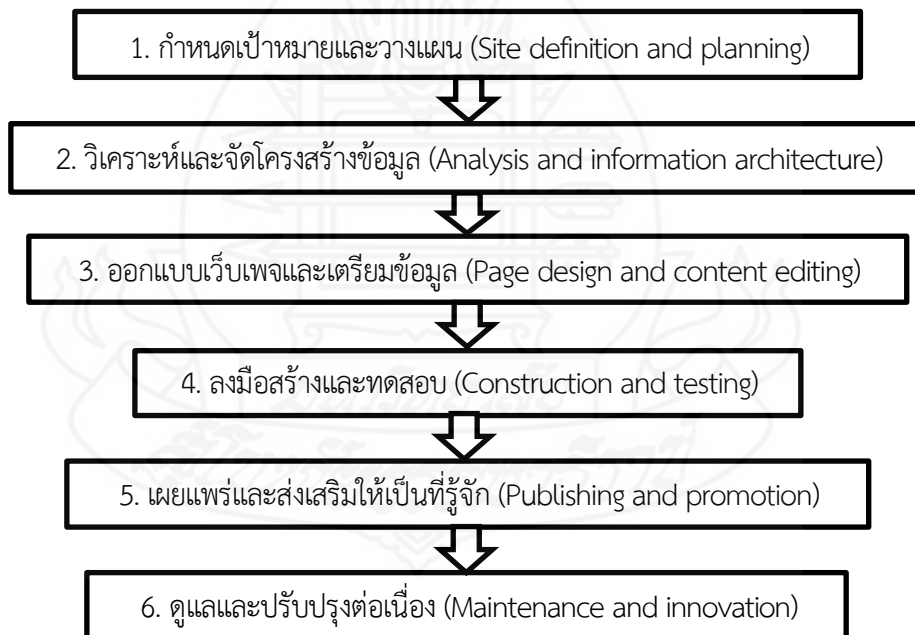 1. กำหนดเป้าหมายและวางแผน (Site definition and planning)
2. วิเคราะห์และจัดโครงสร้างข้อมูล (Analysis and information architecture)
3. ออกแบบเว็บเพจและเตรียมข้อมูล (Page design and content editing)
4. ลงมือสร้างและทดสอบ (Construction and testing)
5. เผยแพร่และส่งเสริมให้เป็นที่รู้จัก (Publishing and promotion)
6. ดูแลและปรับปรุงต่อเนื่อง (Maintenance and innovation)